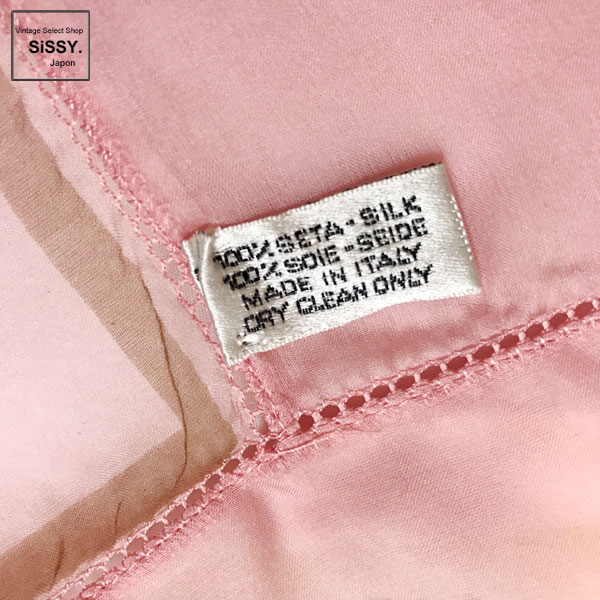 Vintage Select Shop
SiSSY.
Japon
100% SETA - SILK
100% SOIE - SEIDE
MADE IN ITALY
DRY CLEAN ONLY